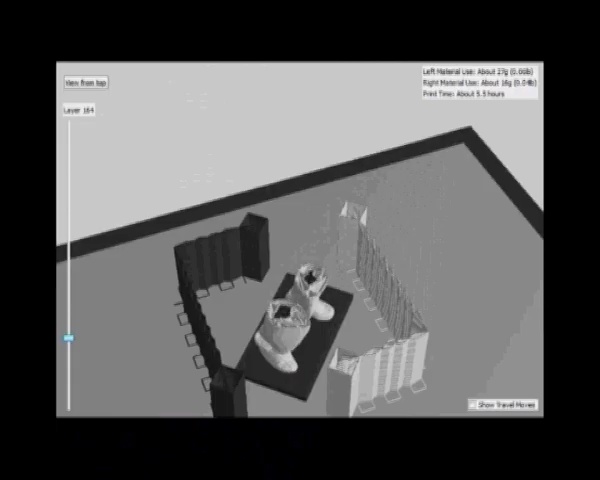 View from top
Left Material Use: About 27g (0.06lb)
Right Material Use: About 16g (0.04lb)
Print Time: About 5.5 hours
Layer 164
Show Travel Moves